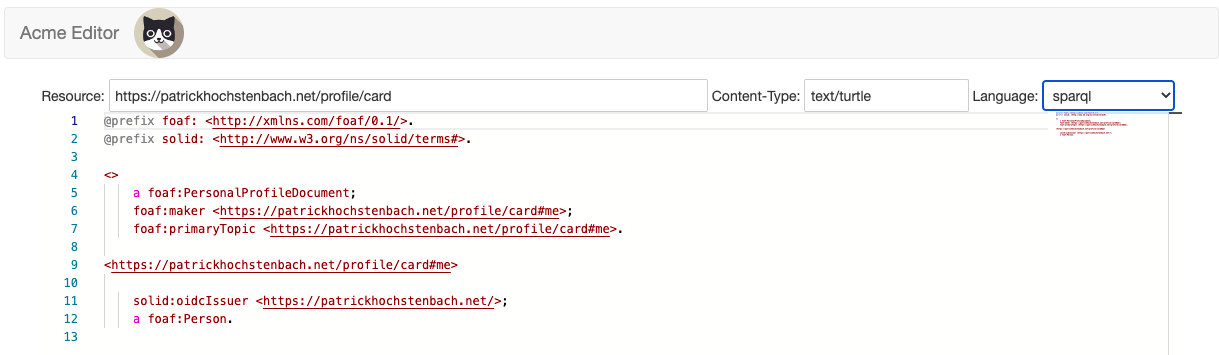 Acme Editor
Resource: https://patrickhochstenbach.net/profile/card Content-Type: text/turtle Language: sparql
1 @prefix foaf: <http://xmlns.com/foaf/0.1/>.
2 @prefix solid: <http://www.w3.org/ns/solid/terms#>.
3
4 <>
5 a foaf:PersonalProfileDocument;
6 foaf:maker <https://patrickhochstenbach.net/profile/card#me>;
7 foaf:primaryTopic <https://patrickhochstenbach.net/profile/card#me>.
8
9 <https://patrickhochstenbach.net/profile/card#me>
10
11 solid:oidcIssuer <https://patrickhochstenbach.net/>;
12 a foaf:Person.
13